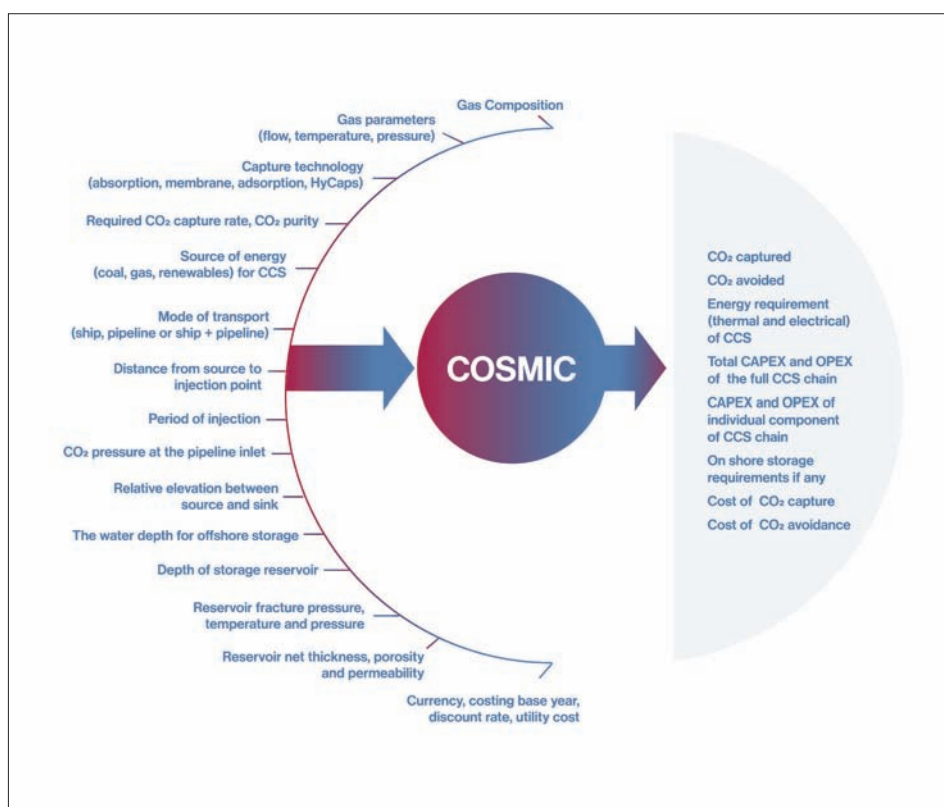 Gas Composition
Gas parameters
(flow, temperature, pressure)
Capture technology
(absorption, membrane, adsorption, HyCaps)
Required CO₂ capture rate, CO₂ purity
Source of energy
(coal, gas, renewables) for CCS
Mode of transport
(ship, pipeline or ship + pipeline)
Distance from source to
injection point
Period of injection
CO₂ pressure at the pipeline inlet
Relative elevation between
source and sink
The water depth for offshore storage
Depth of storage reservoir
Reservoir fracture pressure,
temperature and pressure
Reservoir net thickness, porosity
and permeability
Currency, costing base year,
discount rate, utility cost
COSMIC
CO₂ captured
CO₂ avoided
Energy requirement
(thermal and electrical)
of CCS
Total CAPEX and OPEX
of the full CCS chain
CAPEX and OPEX of
individual component
of CCS chain
On shore storage
requirements if any
Cost of CO₂ capture
Cost of CO₂ avoidance